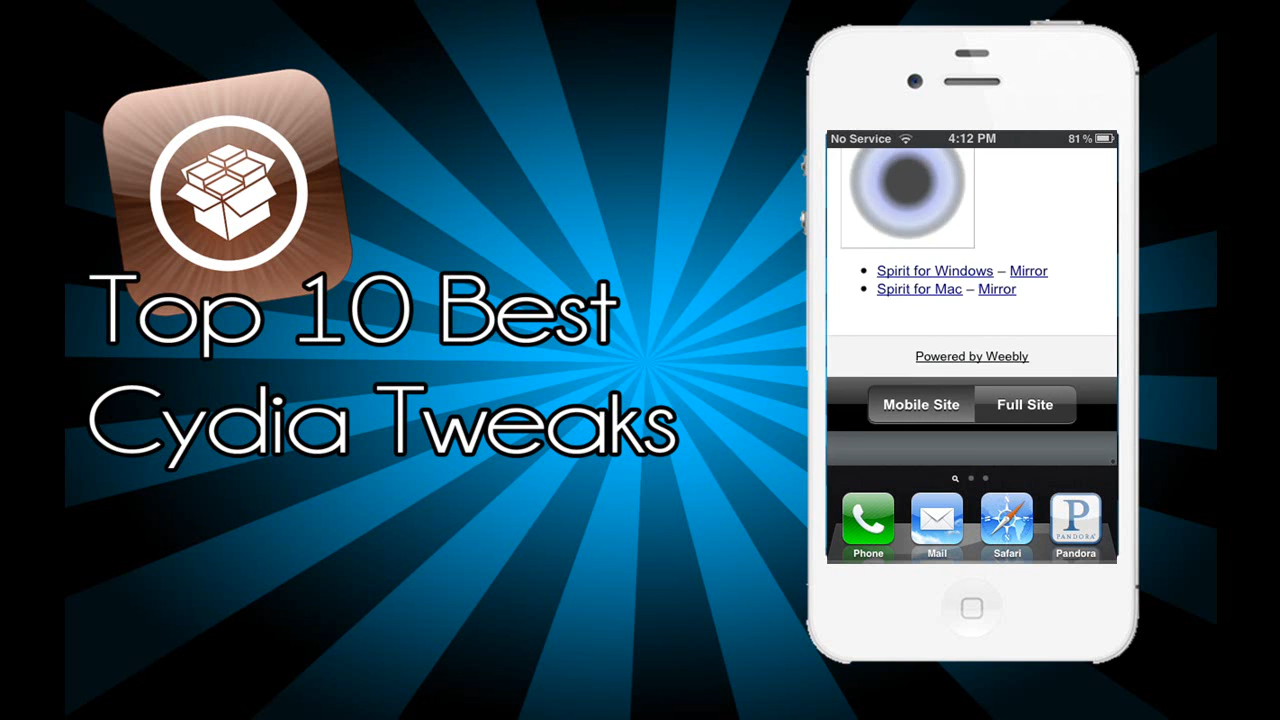 Top 10 Best
Cydia Tweaks
No Service 4:12 PM 81%
Spirit for Windows – Mirror
Spirit for Mac – Mirror
Powered by Weebly
Mobile Site Full Site
P
PANDORA
Phone Mail Safari Pandora